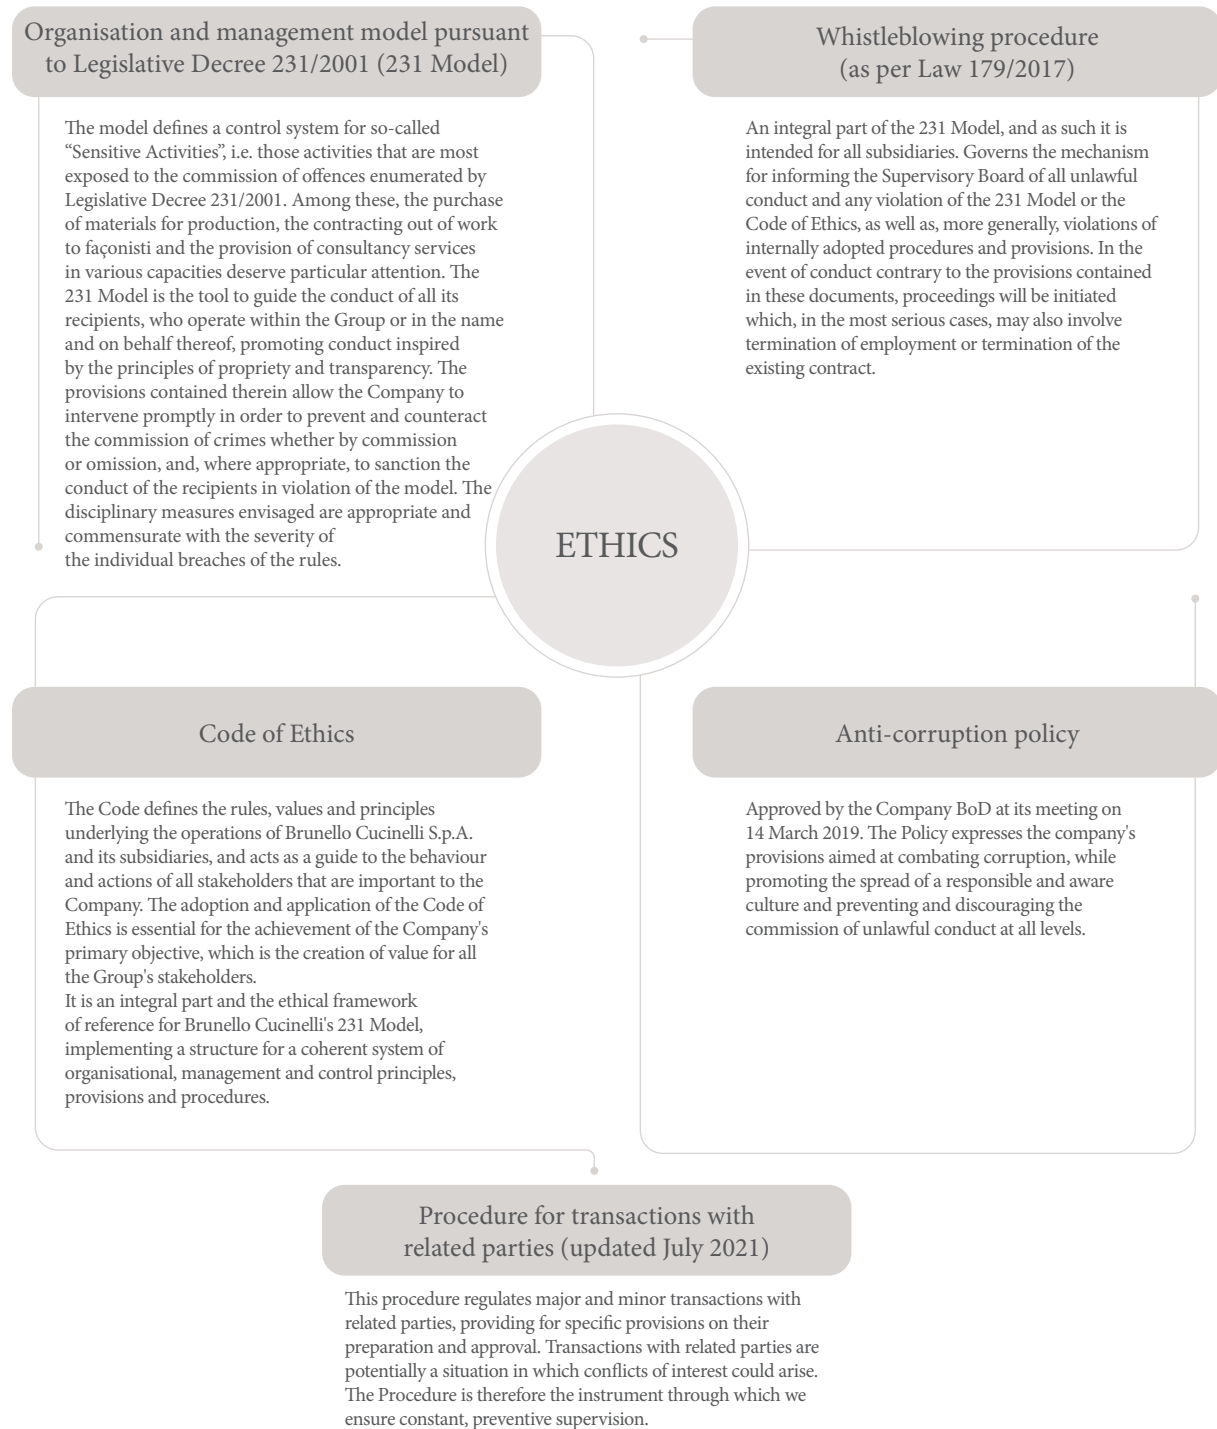 Organisation and management model pursuant
to Legislative Decree 231/2001 (231 Model)
The model defines a control system for so-called
“Sensitive Activities”, i.e. those activities that are most
exposed to the commission of offences enumerated by
Legislative Decree 231/2001. Among these, the purchase
of materials for production, the contracting out of work
to façonisti and the provision of consultancy services
in various capacities deserve particular attention. The
231 Model is the tool to guide the conduct of all its
recipients, who operate within the Group or in the name
and on behalf thereof, promoting conduct inspired
by the principles of propriety and transparency. The
provisions contained therein allow the Company to
intervene promptly in order to prevent and counteract
the commission of crimes whether by commission
or omission, and, where appropriate, to sanction the
conduct of the recipients in violation of the model. The
disciplinary measures envisaged are appropriate and
commensurate with the severity of
the individual breaches of the rules.
Whistleblowing procedure
(as per Law 179/2017)
An integral part of the 231 Model, and as such it is
intended for all subsidiaries. Governs the mechanism
for informing the Supervisory Board of all unlawful
conduct and any violation of the 231 Model or the
Code of Ethics, as well as, more generally, violations of
internally adopted procedures and provisions. In the
event of conduct contrary to the provisions contained
in these documents, proceedings will be initiated
which, in the most serious cases, may also involve
termination of employment or termination of the
existing contract.
ETHICS
Code of Ethics
The Code defines the rules, values and principles
underlying the operations of Brunello Cucinelli S.p.A.
and its subsidiaries, and acts as a guide to the behaviour
and actions of all stakeholders that are important to the
Company. The adoption and application of the Code of
Ethics is essential for the achievement of the Company's
primary objective, which is the creation of value for all
the Group's stakeholders.
It is an integral part and the ethical framework
of reference for Brunello Cucinelli's 231 Model,
implementing a structure for a coherent system of
organisational, management and control principles,
provisions and procedures.
Anti-corruption policy
Approved by the Company BoD at its meeting on
14 March 2019. The Policy expresses the company's
provisions aimed at combating corruption, while
promoting the spread of a responsible and aware
culture and preventing and discouraging the
commission of unlawful conduct at all levels.
Procedure for transactions with
related parties (updated July 2021)
This procedure regulates major and minor transactions with
related parties, providing for specific provisions on their
preparation and approval. Transactions with related parties are
potentially a situation in which conflicts of interest could arise.
The Procedure is therefore the instrument through which we
ensure constant, preventive supervision.